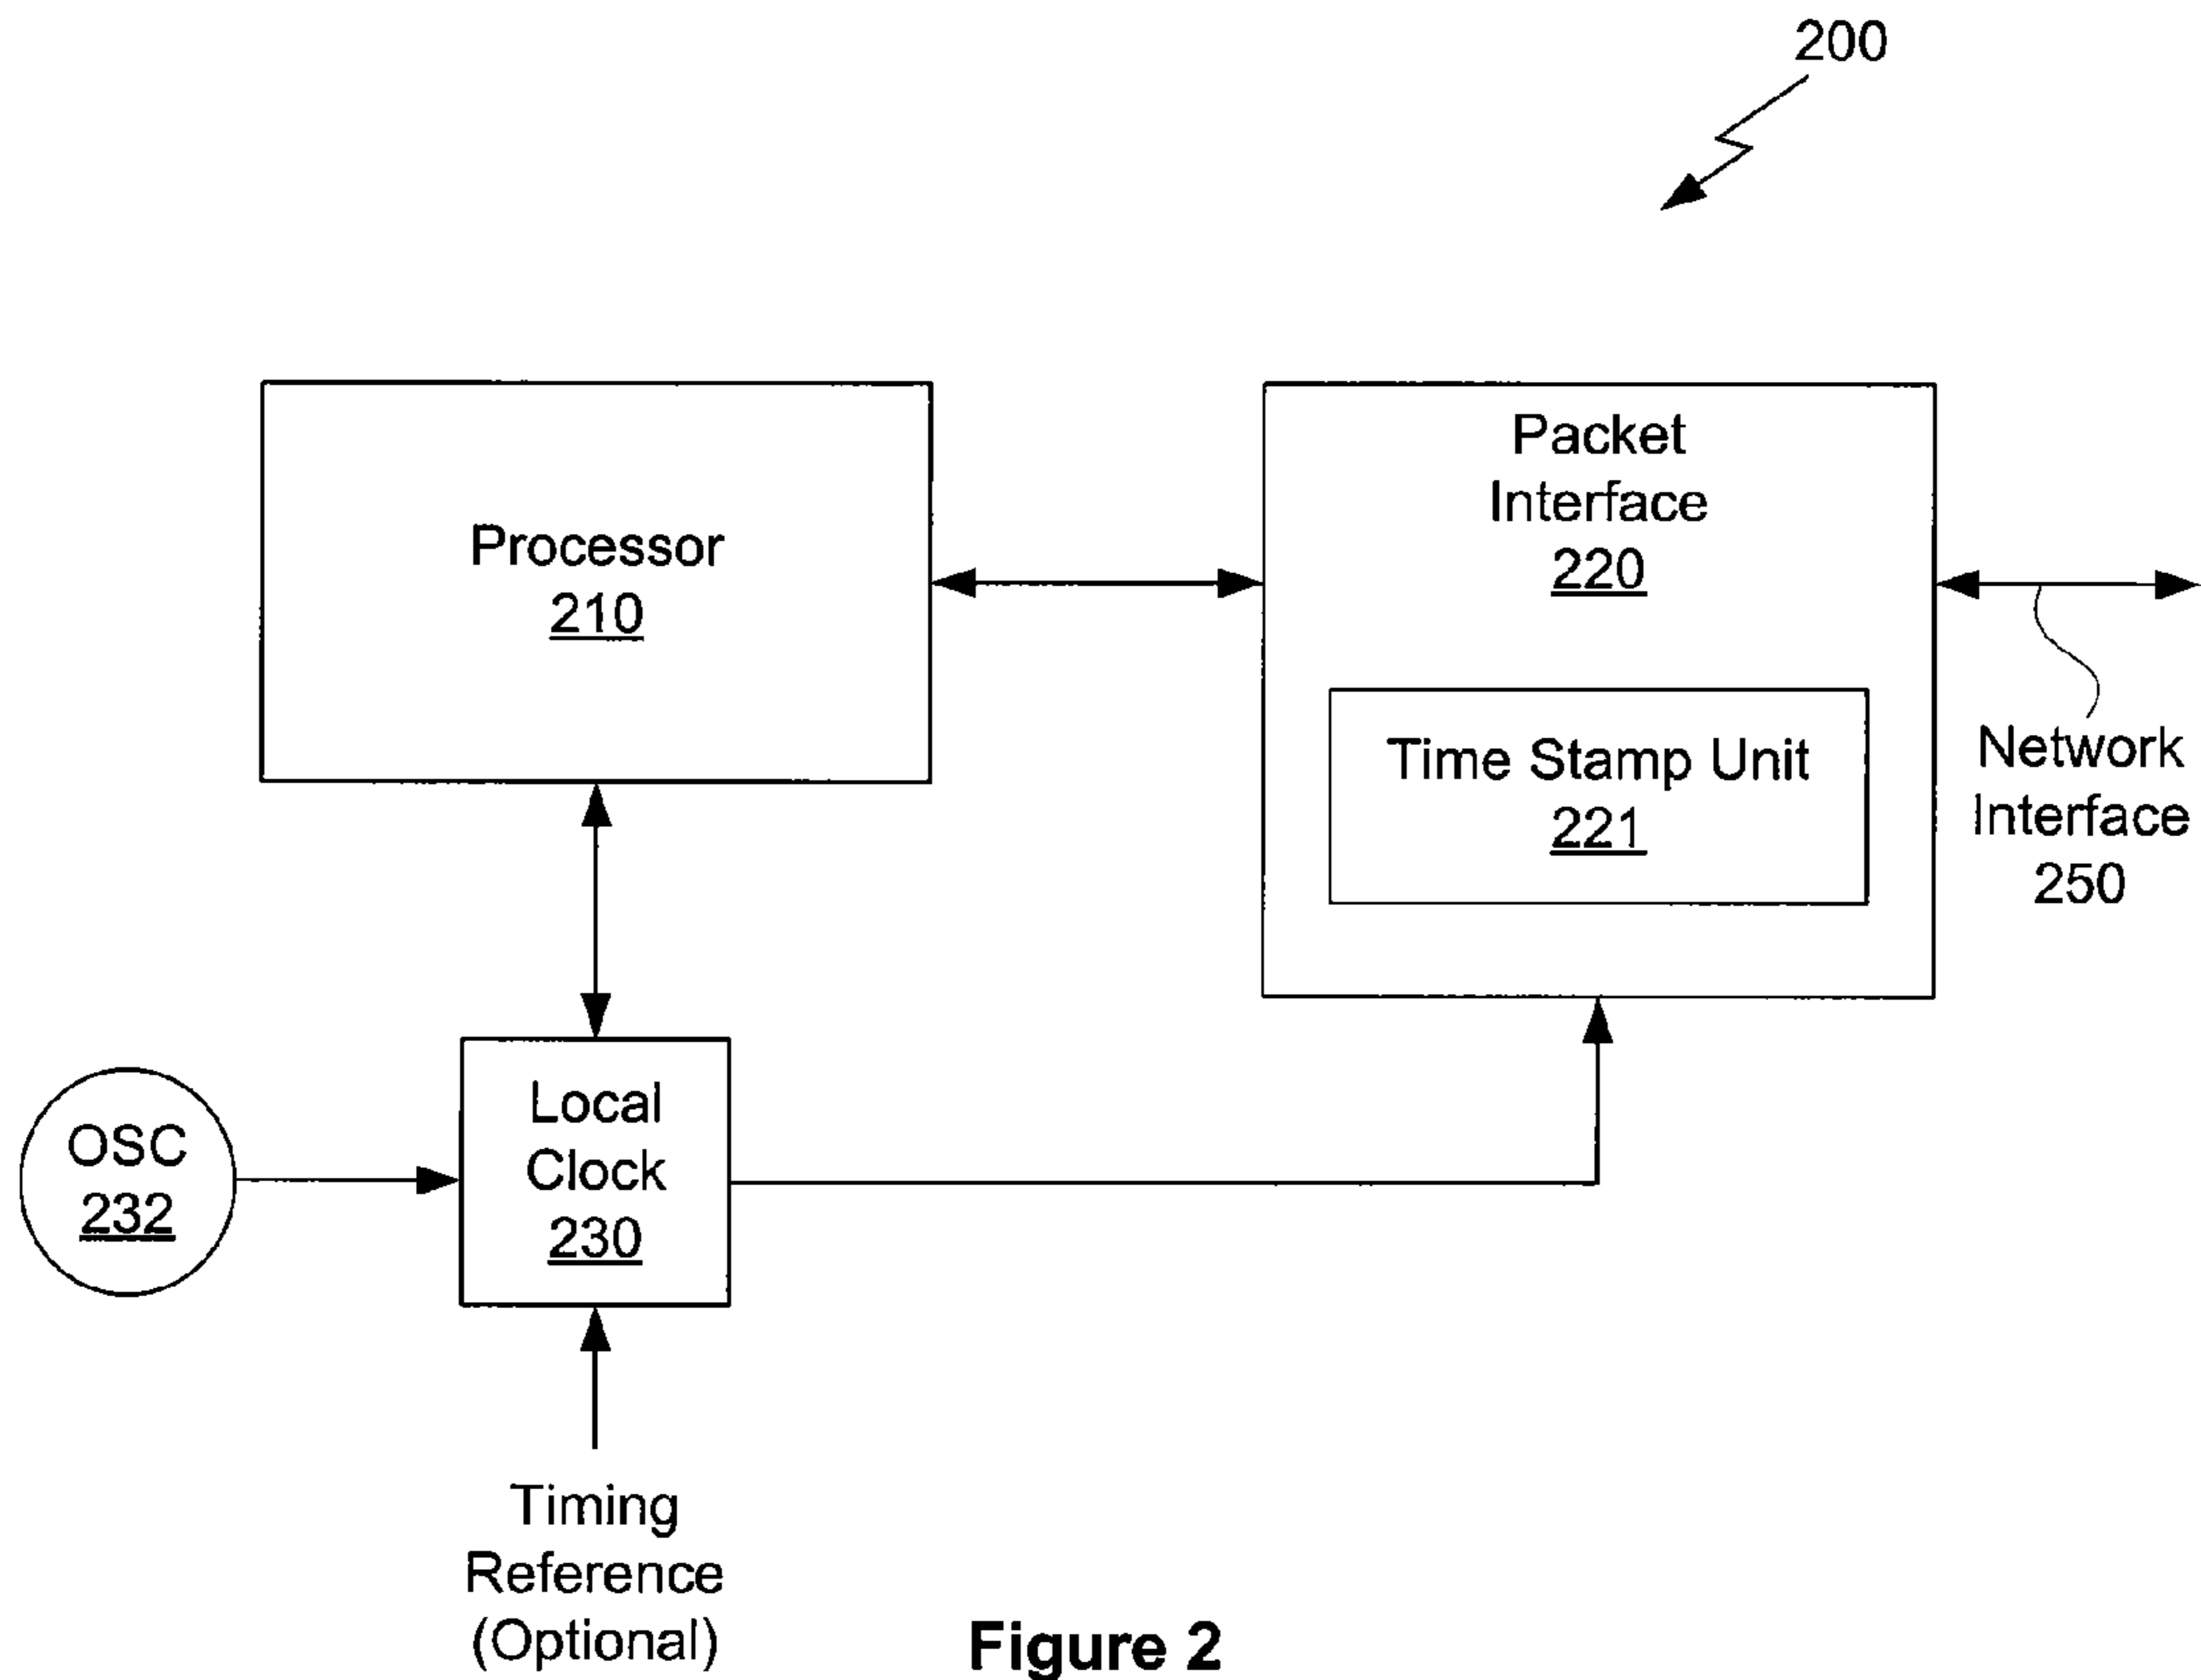 200
Processor
210
Packet
Interface
220
Time Stamp Unit
221
Network
Interface
250
OSC
232
Local
Clock
230
Timing
Reference
(Optional)
Figure 2